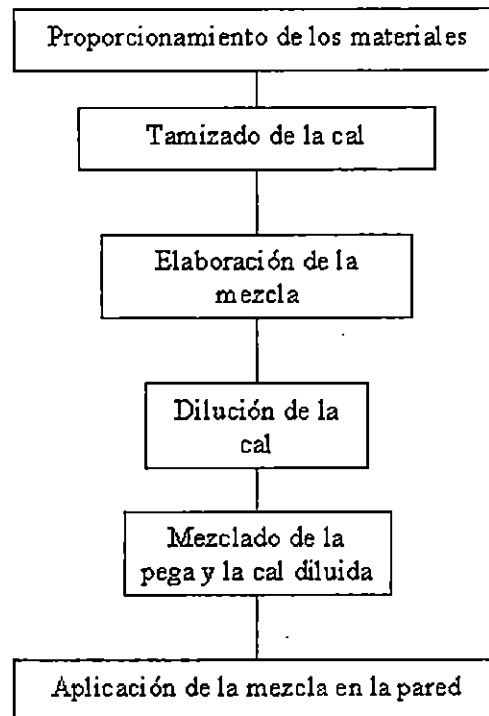 Proporcionamiento de los materiales
Tamizado de la cal
Elaboración de la
mezcla
Dilución de la
cal
Mezclado de la
pega y la cal diluida
Aplicación de la mezcla en la pared